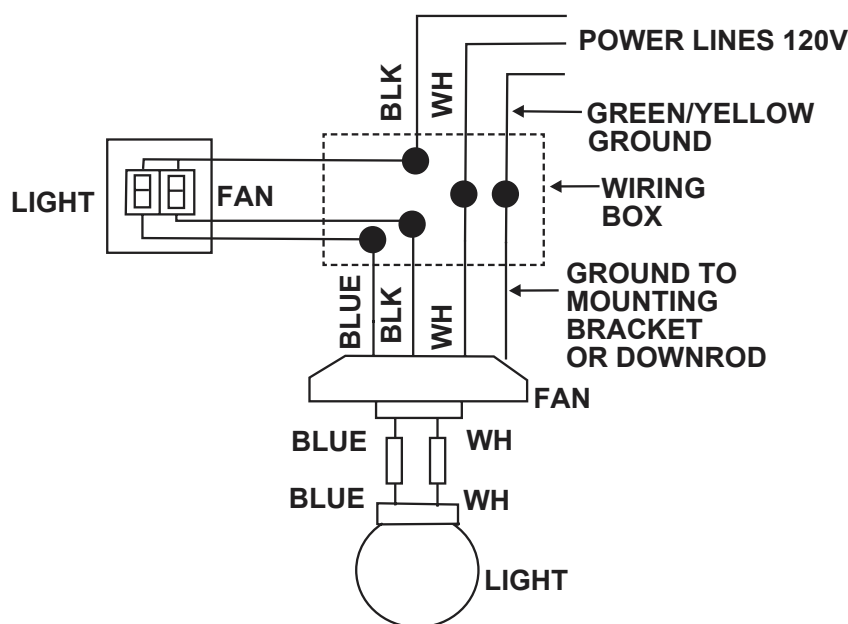 POWER LINES 120V
BLK
WH
GREEN/YELLOW
GROUND
LIGHT
FAN
WIRING
BOX
BLUE
BLK
WH
GROUND TO
MOUNTING
BRACKET
OR DOWNROD
FAN
BLUE
WH
BLUE
WH
LIGHT